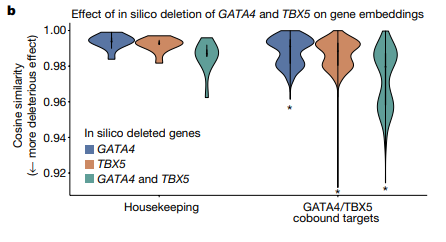 b
Effect of in silico deletion of GATA4 and TBX5 on gene embeddings
Cosine similarity
(← more deleterious effect)
1.00
0.98
0.96
0.94
0.92
In silico deleted genes
GATA4
TBX5
GATA4 and TBX5
*
*
*
Housekeeping
GATA4/TBX5
cobound targets